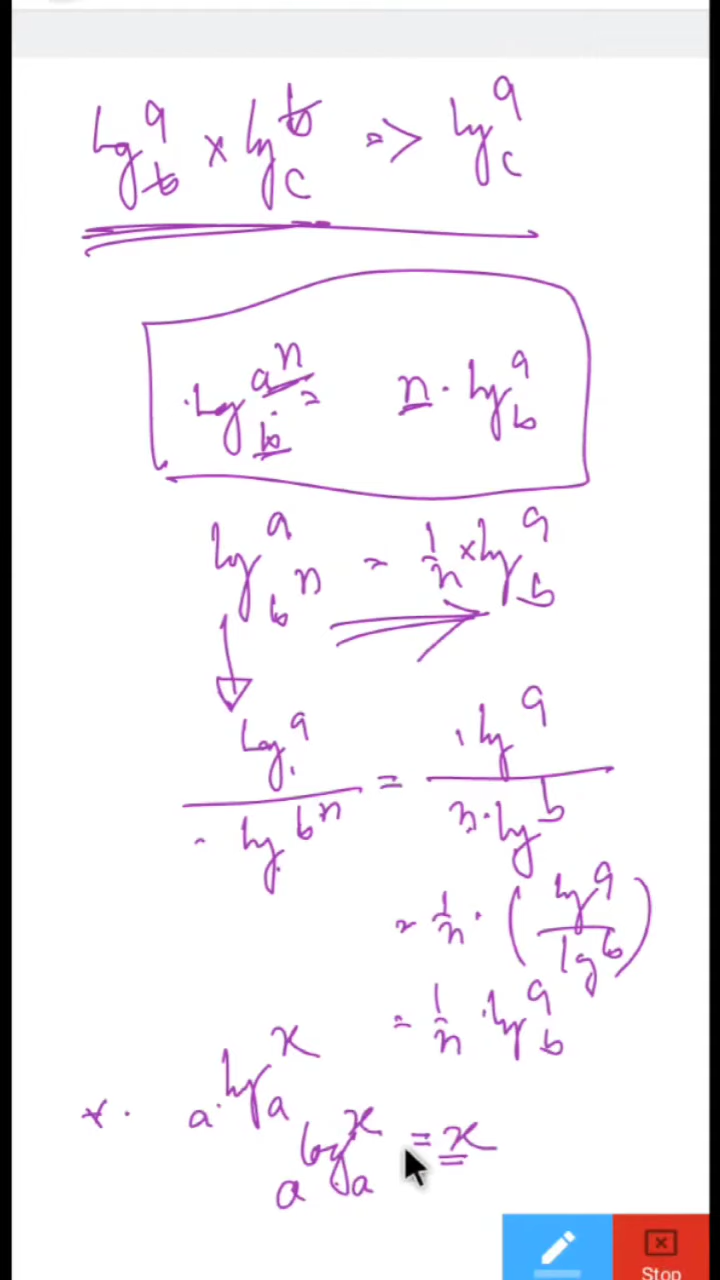 log_b a × log_c b => log_c a
log_b a^n = n · log_b a
log_{b^n} a = 1/n × log_b a
log a / log b^n = log a / n · log b
= 1/n · (log a / log b)
= 1/n · log_b a
* · a · log_a x
a^{log_a x} = x
Stop